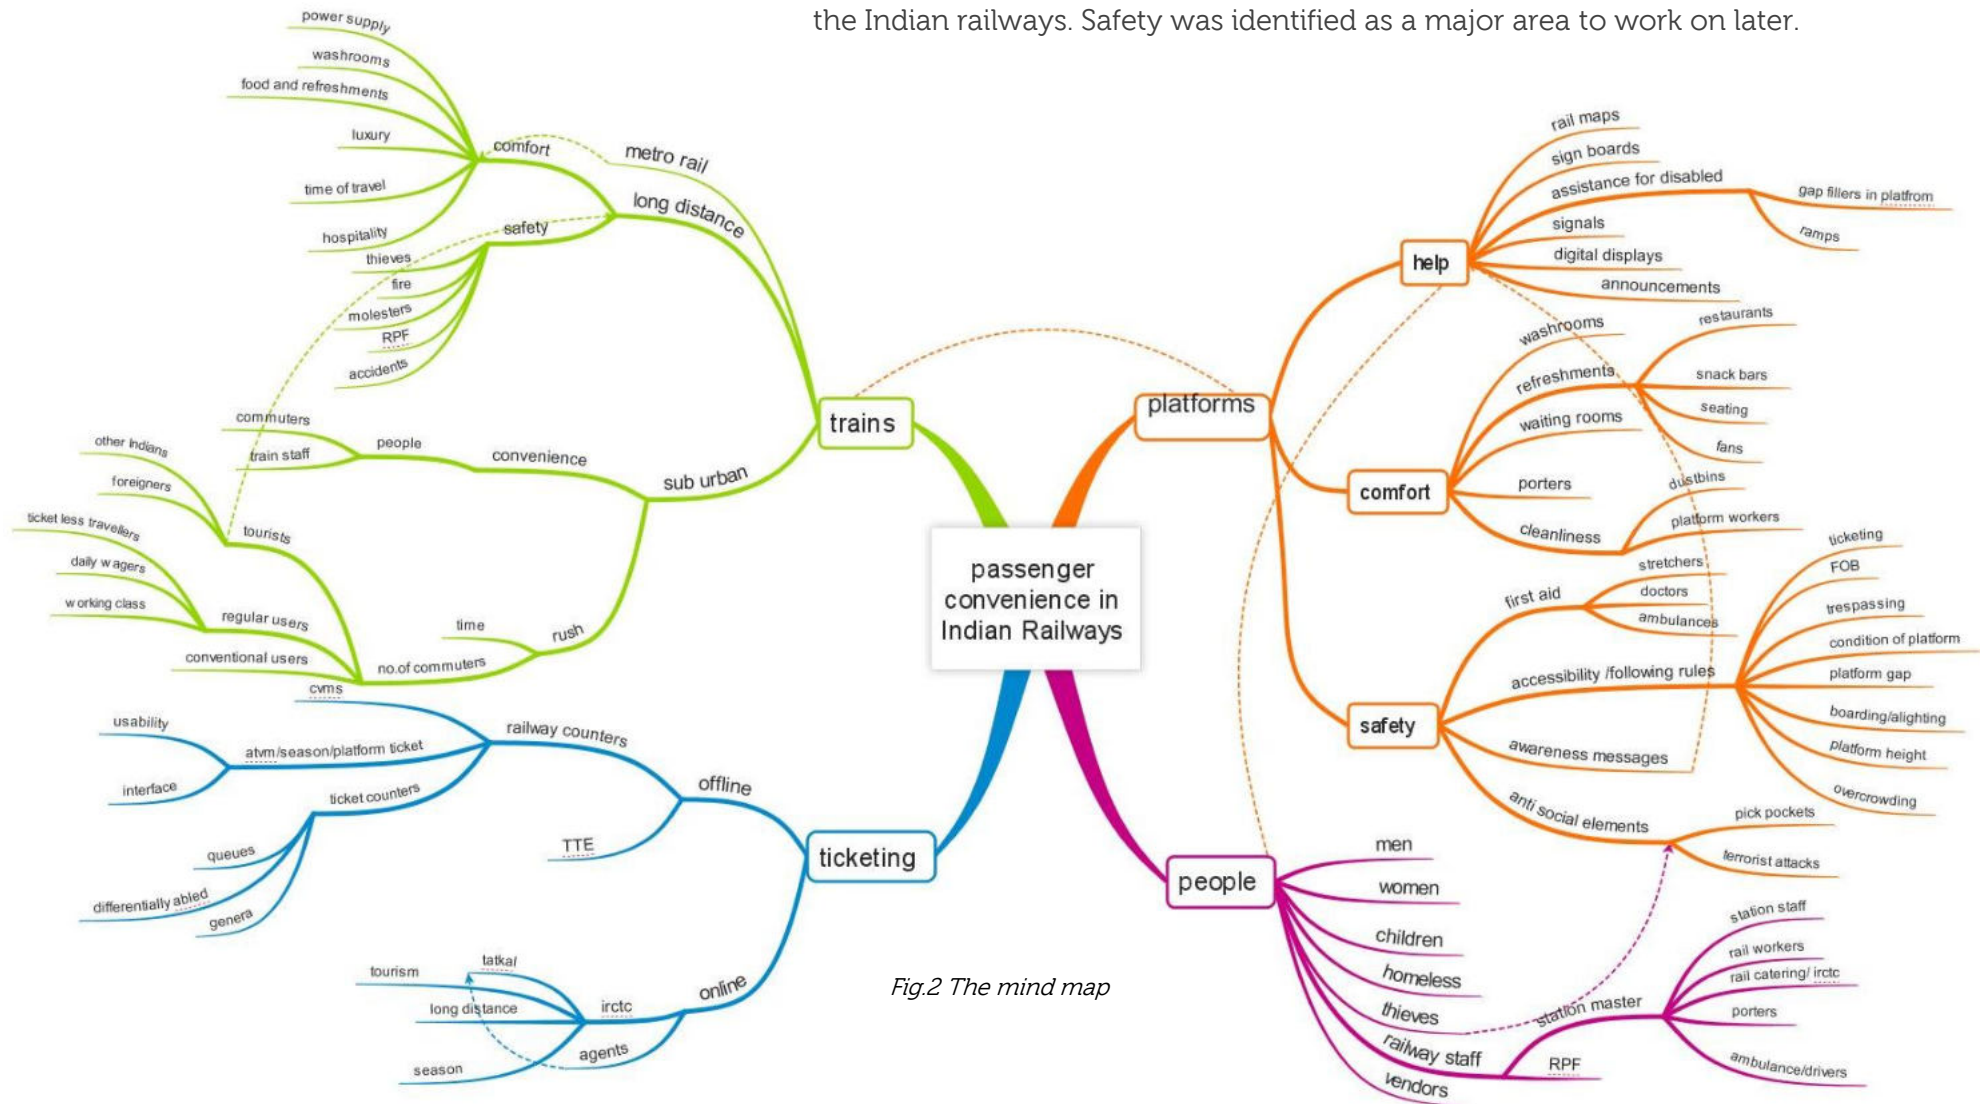 the Indian railways. Safety was identified as a major area to work on later.
passenger
convenience in
Indian Railways
trains
metro rail
long distance
comfort
power supply
washrooms
food and refreshments
luxury
time of travel
hospitality
safety
thieves
fire
molesters
RPF
accidents
sub urban
convenience
people
commuters
train staff
rush
time
no.of commuters
tourists
other Indians
foreigners
regular users
ticket less travellers
daily wagers
working class
conventional users
platforms
help
rail maps
sign boards
assistance for disabled
gap fillers in platfrom
ramps
signals
digital displays
announcements
comfort
washrooms
refreshments
restaurants
snack bars
seating
fans
waiting rooms
porters
cleanliness
dustbins
platform workers
safety
first aid
stretchers
doctors
ambulances
accessibility /following rules
ticketing
FOB
trespassing
condition of platform
platform gap
boarding/alighting
platform height
overcrowding
awareness messages
anti social elements
pick pockets
terrorist attacks
ticketing
offline
railway counters
cvms
atvm/season/platform ticket
usability
interface
ticket counters
queues
differentially abled
genera
TTE
online
irctc
tatkal
tourism
long distance
season
agents
people
men
women
children
homeless
thieves
railway staff
station master
station staff
rail workers
rail catering/ irctc
porters
ambulance/drivers
RPF
vendors
Fig.2 The mind map